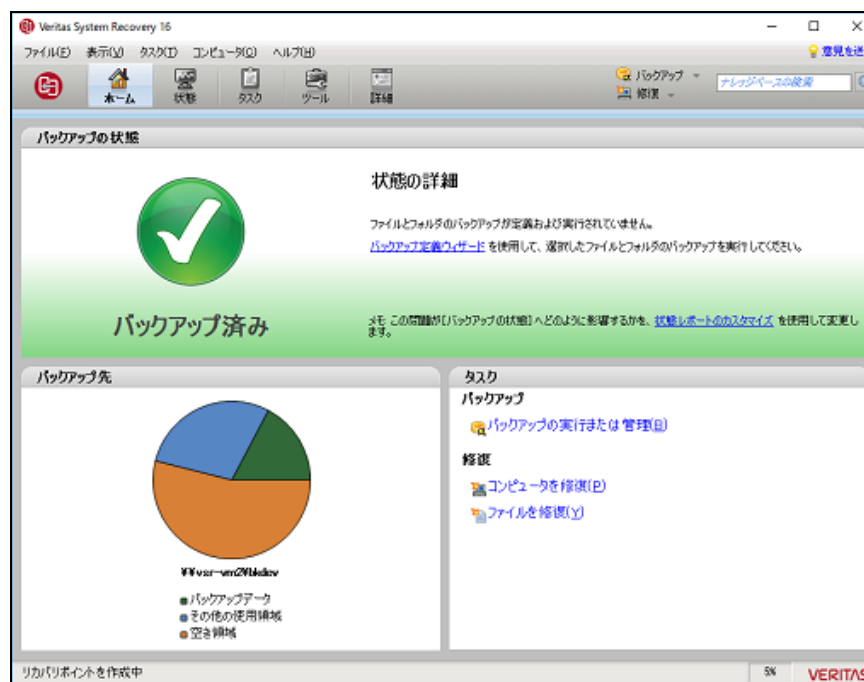 Veritas System Recovery 16
ファイル(E) 表示(V) タスク(T) コンピュータ(C) ヘルプ(H)
意見を送
ホーム 状態 タスク ツール 詳細
バックアップ
修復
ナレッジベースの検索
バックアップの状態
状態の詳細
ファイルとフォルダのバックアップが定義および実行されていません。
バックアップ定義ウィザード を使用して、選択したファイルとフォルダのバックアップを実行してください。
バックアップ済み
メモ この問題が[バックアップの状態]へどのように影響するかを、状態レポートのカスタマイズ を使用して変更し
ます。
バックアップ先
¥¥vsr-vm2¥bkdev
バックアップデータ
その他の使用領域
空き領域
タスク
バックアップ
バックアップの実行または管理(B)
修復
コンピュータを修復(P)
ファイルを修復(Y)
リカバリポイントを作成中
5%
VERITAS